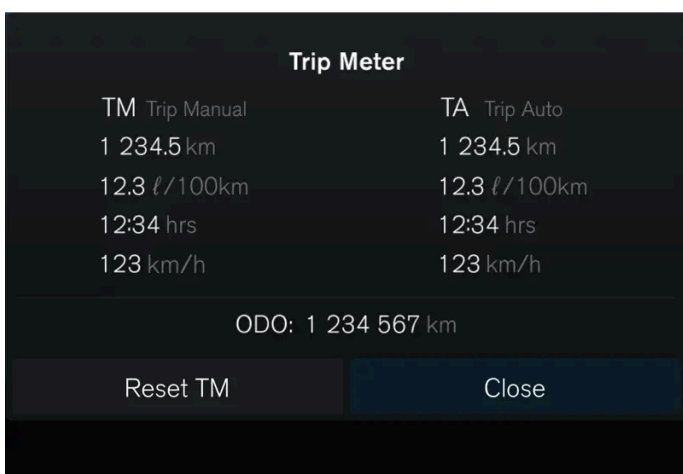 Trip Meter
TM Trip Manual
1 234.5 km
12.3 ℓ/100km
12:34 hrs
123 km/h
TA Trip Auto
1 234.5 km
12.3 ℓ/100km
12:34 hrs
123 km/h
ODO: 1 234 567 km
Reset TM
Close